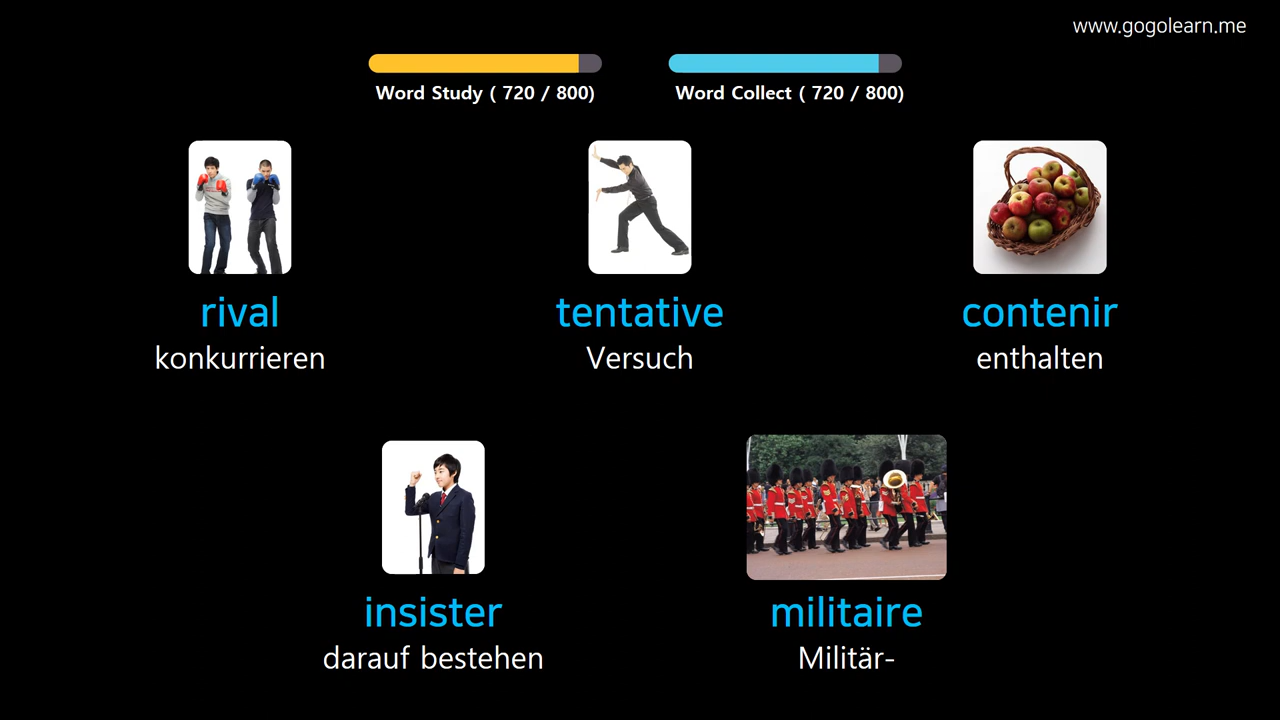 www.gogolearn.me
Word Study ( 720 / 800)
Word Collect ( 720 / 800)
rival
konkurrieren
tentative
Versuch
contenir
enthalten
insister
darauf bestehen
militaire
Militär-